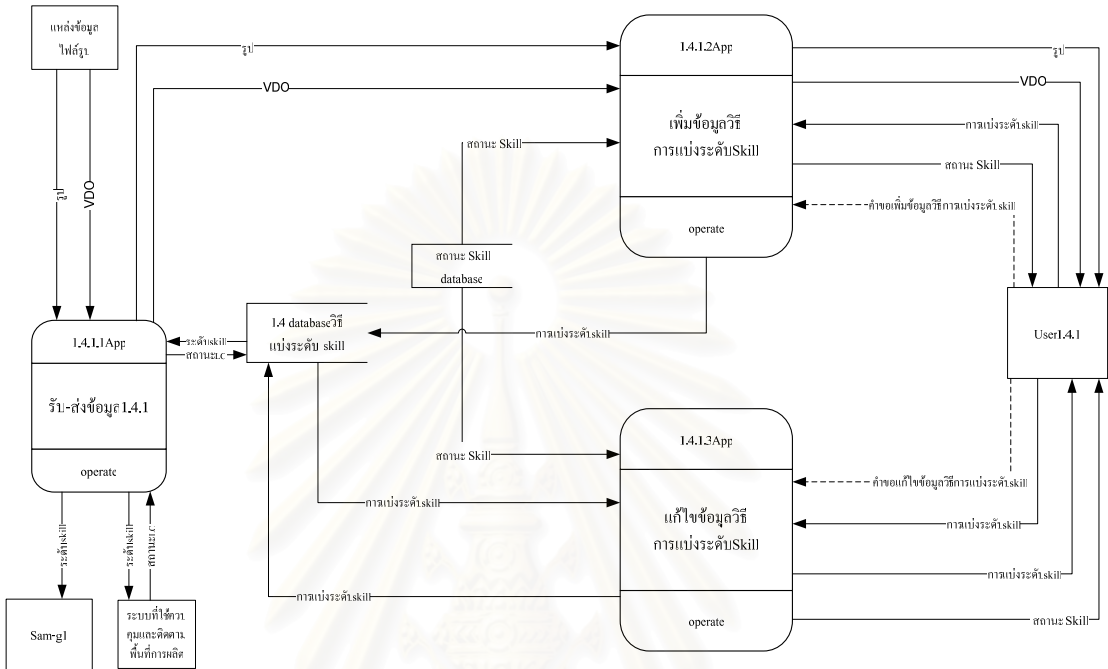 แหล่งข้อมูล
ไฟล์รูป
รูป
VDO
รูป
VDO
1.4.1.2App
เพิ่มข้อมูลวิธี
การแบ่งระดับSkill
operate
รูป
VDO
การแบ่งระดับskill
สถานะ Skill
คำขอเพิ่มข้อมูลวิธีการแบ่งระดับskill
สถานะ Skill
สถานะ Skill
database
1.4 databaseวิธี
แบ่งระดับ skill
การแบ่งระดับskill
User1.4.1
1.4.1.1App
รับ-ส่งข้อมูล1.4.1
operate
ระดับskill
สถานะLC
สถานะ Skill
การแบ่งระดับskill
การแบ่งระดับskill
1.4.1.3App
แก้ไขข้อมูลวิธี
การแบ่งระดับSkill
operate
คำขอแก้ไขข้อมูลวิธีการแบ่งระดับskill
การแบ่งระดับskill
การแบ่งระดับskill
สถานะ Skill
ระดับskill
ระดับskill
สถานะLC
Sam-g1
ระบบที่ใช้ควบ
คุมและติดตาม
พื้นที่การผลิต